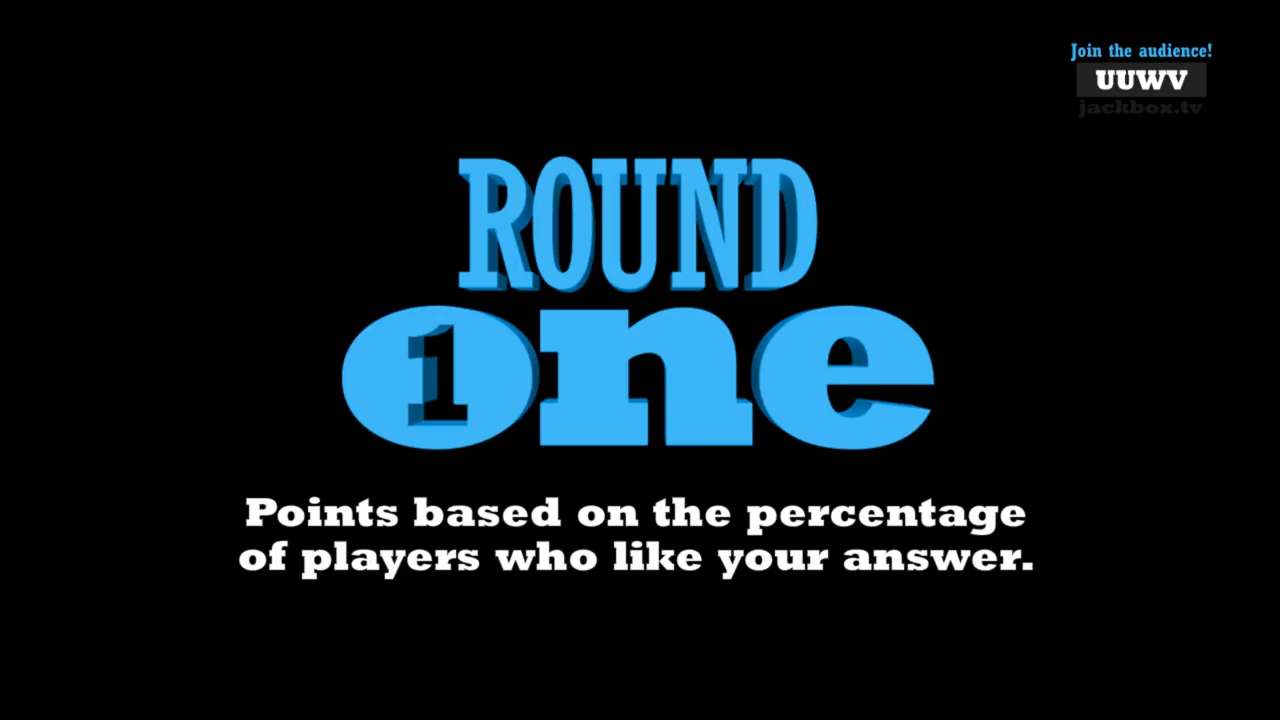 Join the audience!
UUWV
jackbox.tv
ROUND
One
1
Points based on the percentage
of players who like your answer.